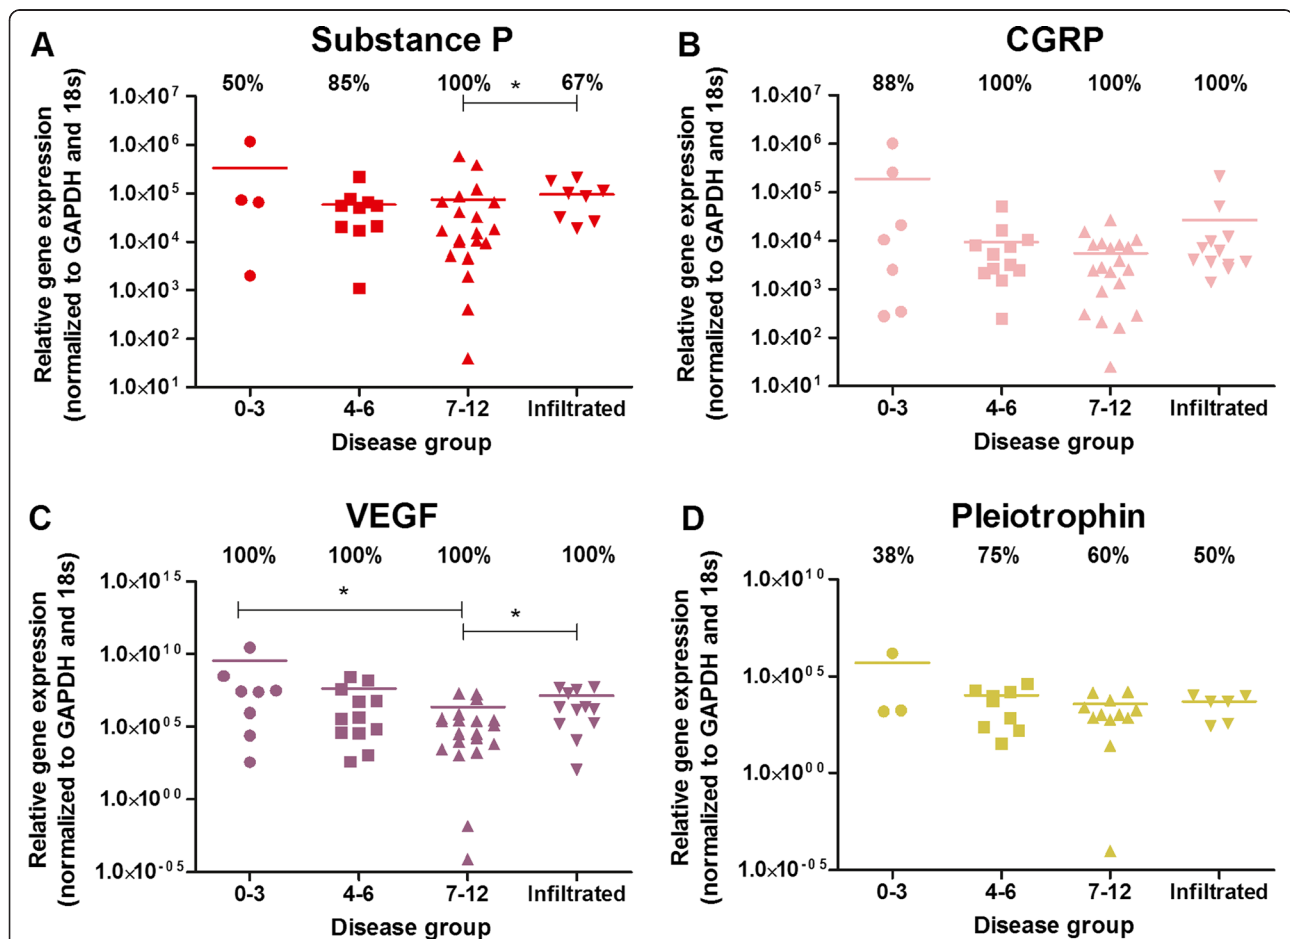 A
Substance P
Relative gene expression
(normalized to GAPDH and 18s)
50% 85% 100% * 67%
1.0×10⁷
1.0×10⁶
1.0×10⁵
1.0×10⁴
1.0×10³
1.0×10²
1.0×10¹
0-3 4-6 7-12 Infiltrated
Disease group
B
CGRP
Relative gene expression
(normalized to GAPDH and 18s)
88% 100% 100% 100%
1.0×10⁷
1.0×10⁶
1.0×10⁵
1.0×10⁴
1.0×10³
1.0×10²
1.0×10¹
0-3 4-6 7-12 Infiltrated
Disease group
C
VEGF
Relative gene expression
(normalized to GAPDH and 18s)
100% 100% 100% 100%
* *
1.0×10¹⁵
1.0×10¹⁰
1.0×10⁰⁵
1.0×10⁰⁰
1.0×10⁻⁰⁵
0-3 4-6 7-12 Infiltrated
Disease group
D
Pleiotrophin
Relative gene expression
(normalized to GAPDH and 18s)
38% 75% 60% 50%
1.0×10¹⁰
1.0×10⁰⁵
1.0×10⁰⁰
1.0×10⁻⁰⁵
0-3 4-6 7-12 Infiltrated
Disease group